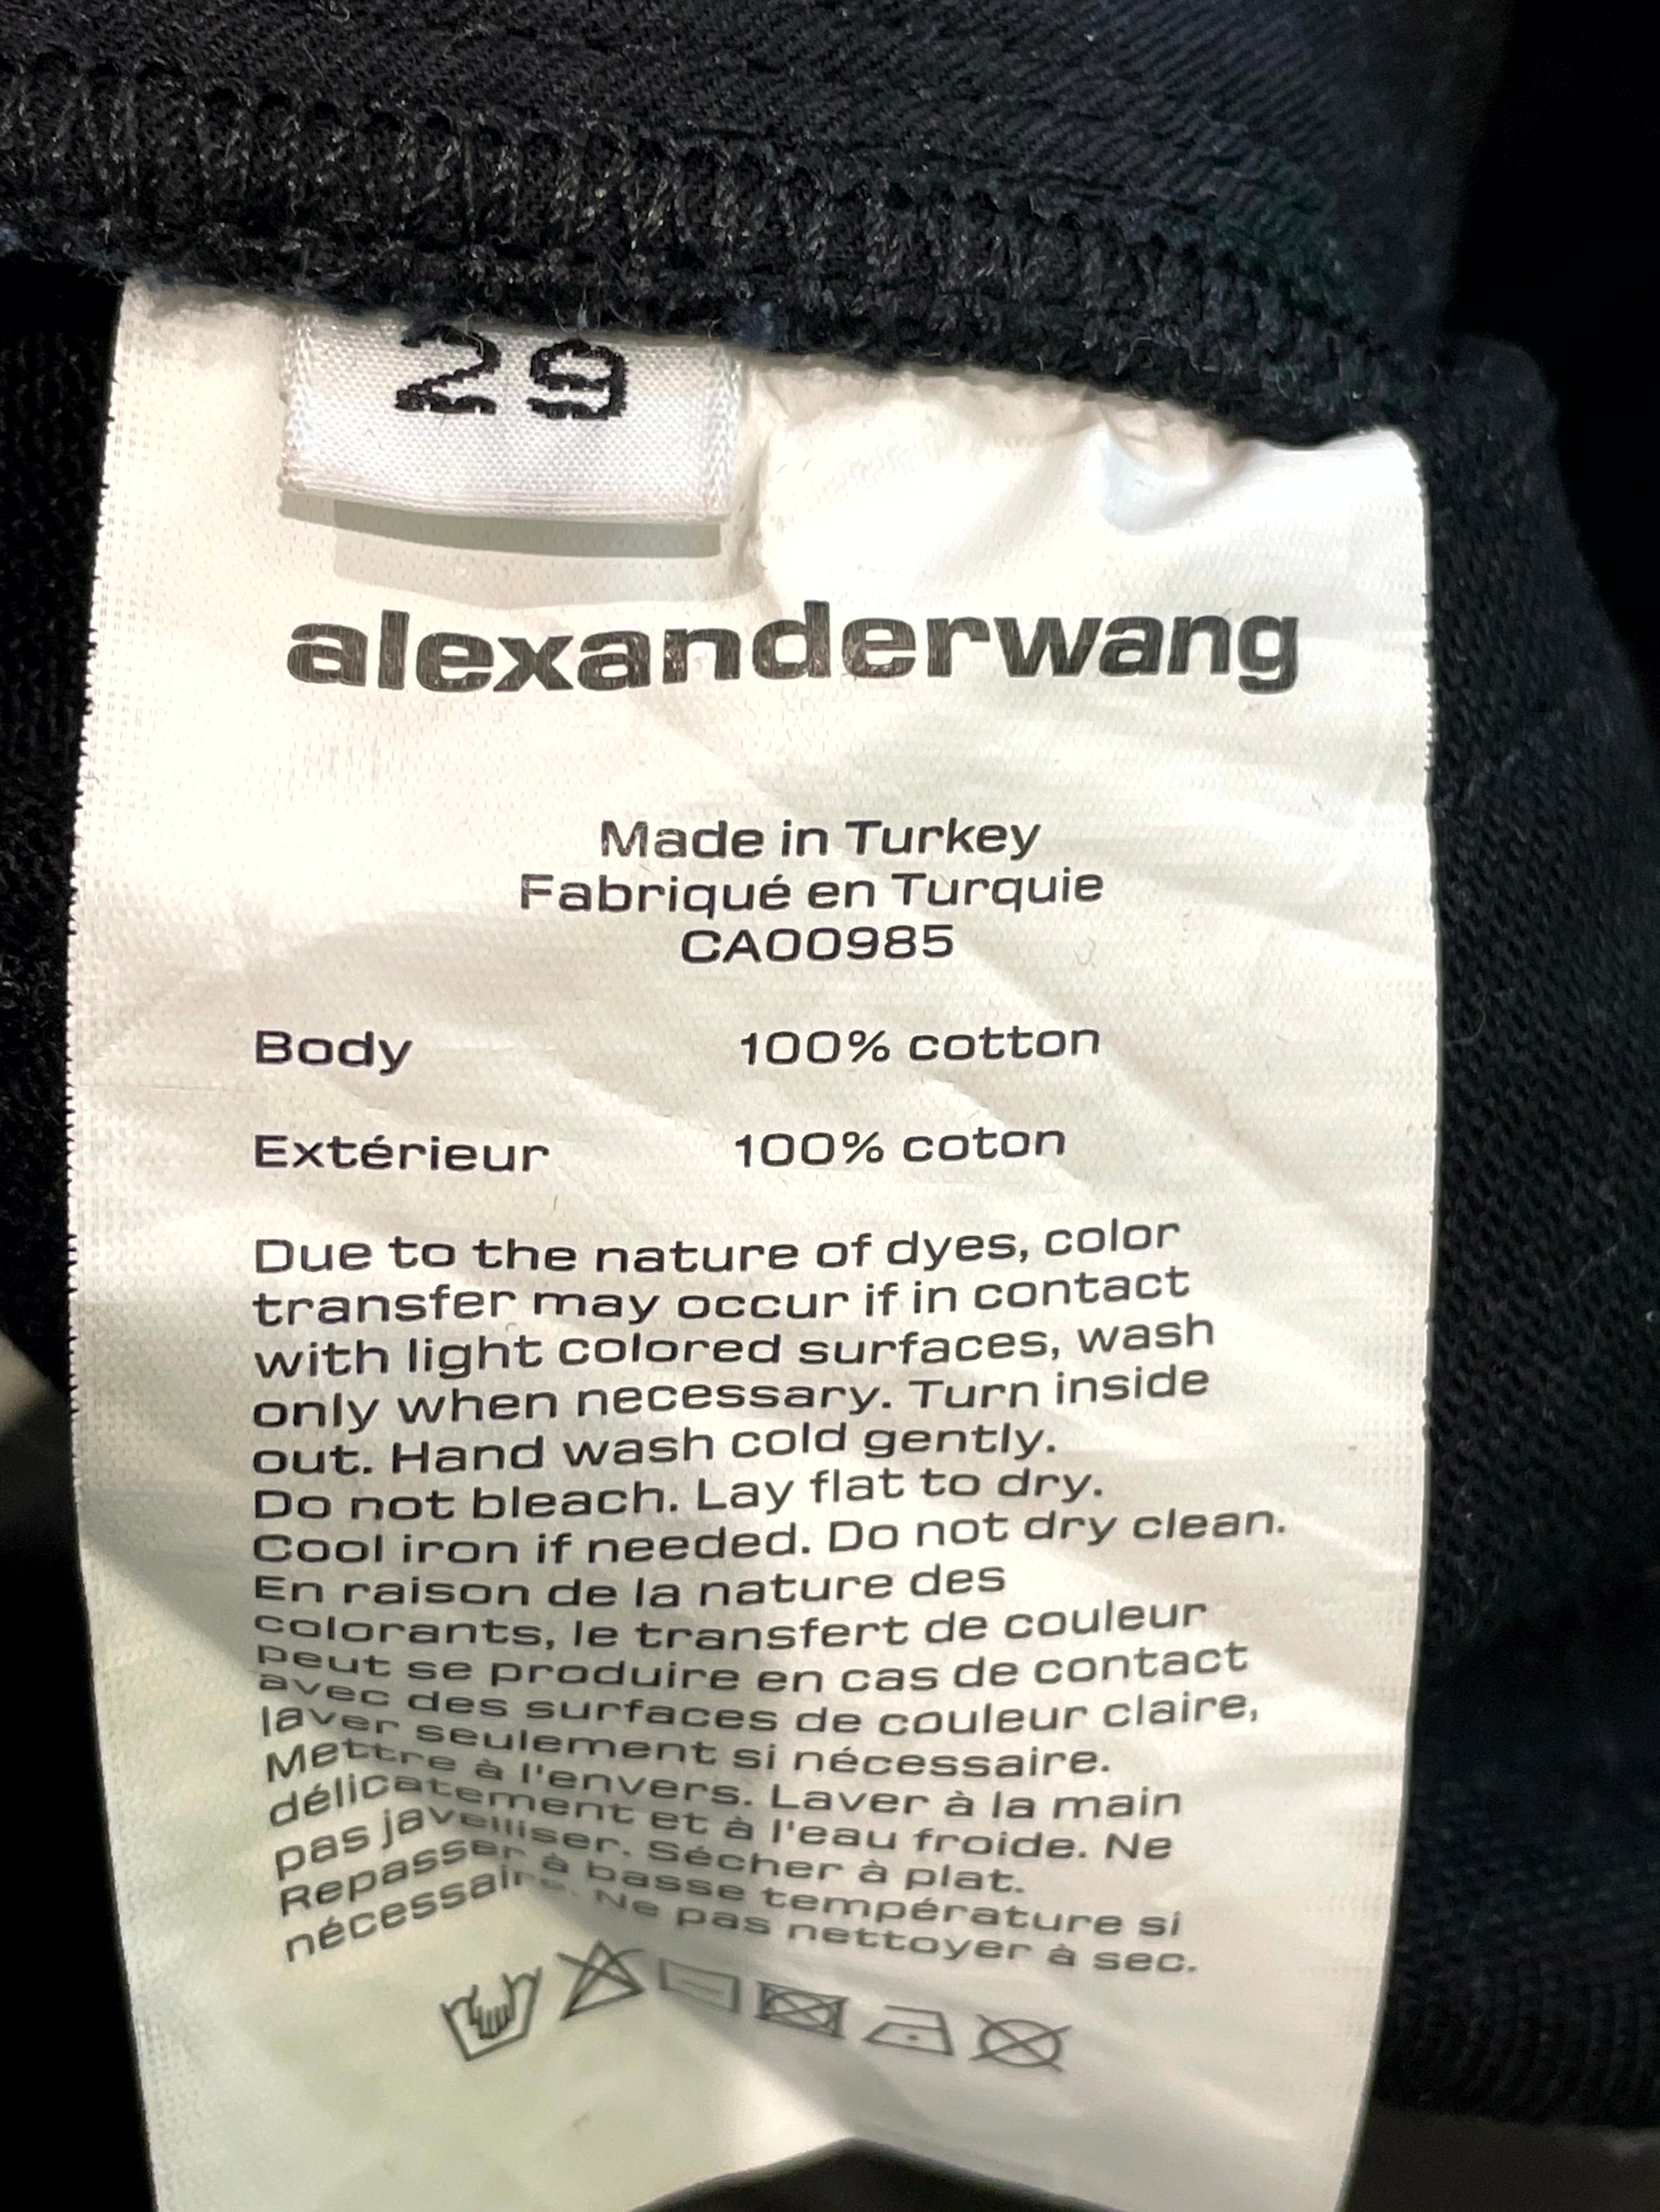 29
alexanderwang
Made in Turkey
Fabriqué en Turquie
CA00985
Body 100% cotton
Extérieur 100% coton
Due to the nature of dyes, color
transfer may occur if in contact
with light colored surfaces, wash
only when necessary. Turn inside
out. Hand wash cold gently.
Do not bleach. Lay flat to dry.
Cool iron if needed. Do not dry clean.
En raison de la nature des
colorants, le transfert de couleur
peut se produire en cas de contact
avec des surfaces de couleur claire,
laver seulement si nécessaire.
Mettre à l'envers. Laver à la main
délicatement et à l'eau froide. Ne
pas javelliser. Sécher à plat.
Repasser à basse température si
nécessaire. Ne pas nettoyer à sec.